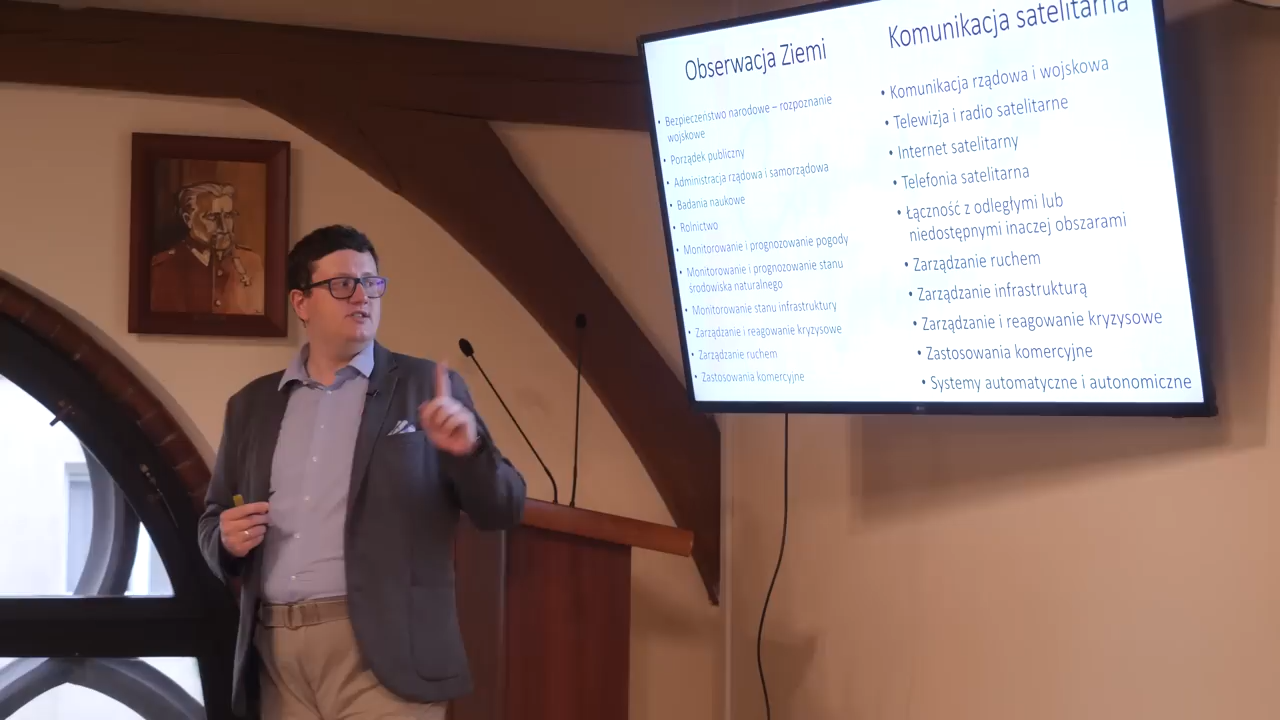 Obserwacja Ziemi
• Bezpieczeństwo narodowe – rozpoznanie
wojskowe
• Porządek publiczny
• Administracja rządowa i samorządowa
• Badania naukowe
• Rolnictwo
• Monitorowanie i prognozowanie pogody
• Monitorowanie i prognozowanie stanu
środowiska naturalnego
• Monitorowanie stanu infrastruktury
• Zarządzanie i reagowanie kryzysowe
• Zarządzanie ruchem
• Zastosowania komercyjne
Komunikacja satelitarna
• Komunikacja rządowa i wojskowa
• Telewizja i radio satelitarne
• Internet satelitarny
• Telefonia satelitarna
• Łączność z odległymi lub
niedostępnymi inaczej obszarami
• Zarządzanie ruchem
• Zarządzanie infrastrukturą
• Zarządzanie i reagowanie kryzysowe
• Zastosowania komercyjne
• Systemy automatyczne i autonomiczne